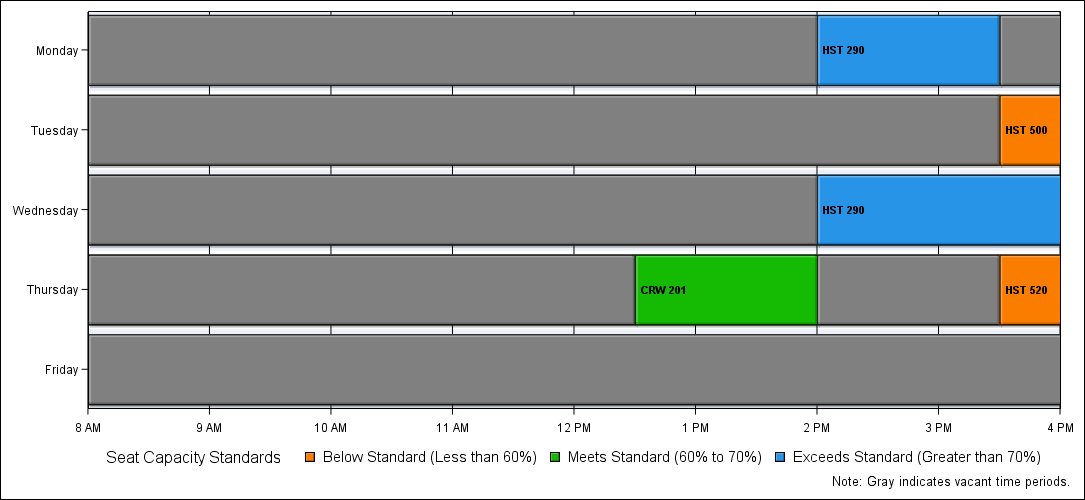 Monday
HST 290
Tuesday
HST 500
Wednesday
HST 290
Thursday
CRW 201
HST 520
Friday
8 AM 9 AM 10 AM 11 AM 12 PM 1 PM 2 PM 3 PM 4 PM
Seat Capacity Standards Below Standard (Less than 60%) Meets Standard (60% to 70%) Exceeds Standard (Greater than 70%)
Note: Gray indicates vacant time periods.